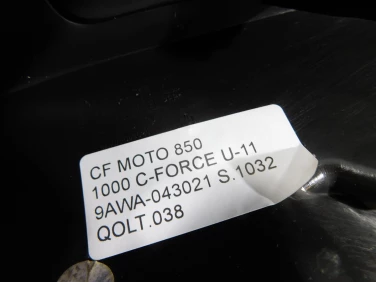 CF MOTO 850
1000 C-FORCE U-11
9AWA-043021 S.1032
QOLT.038